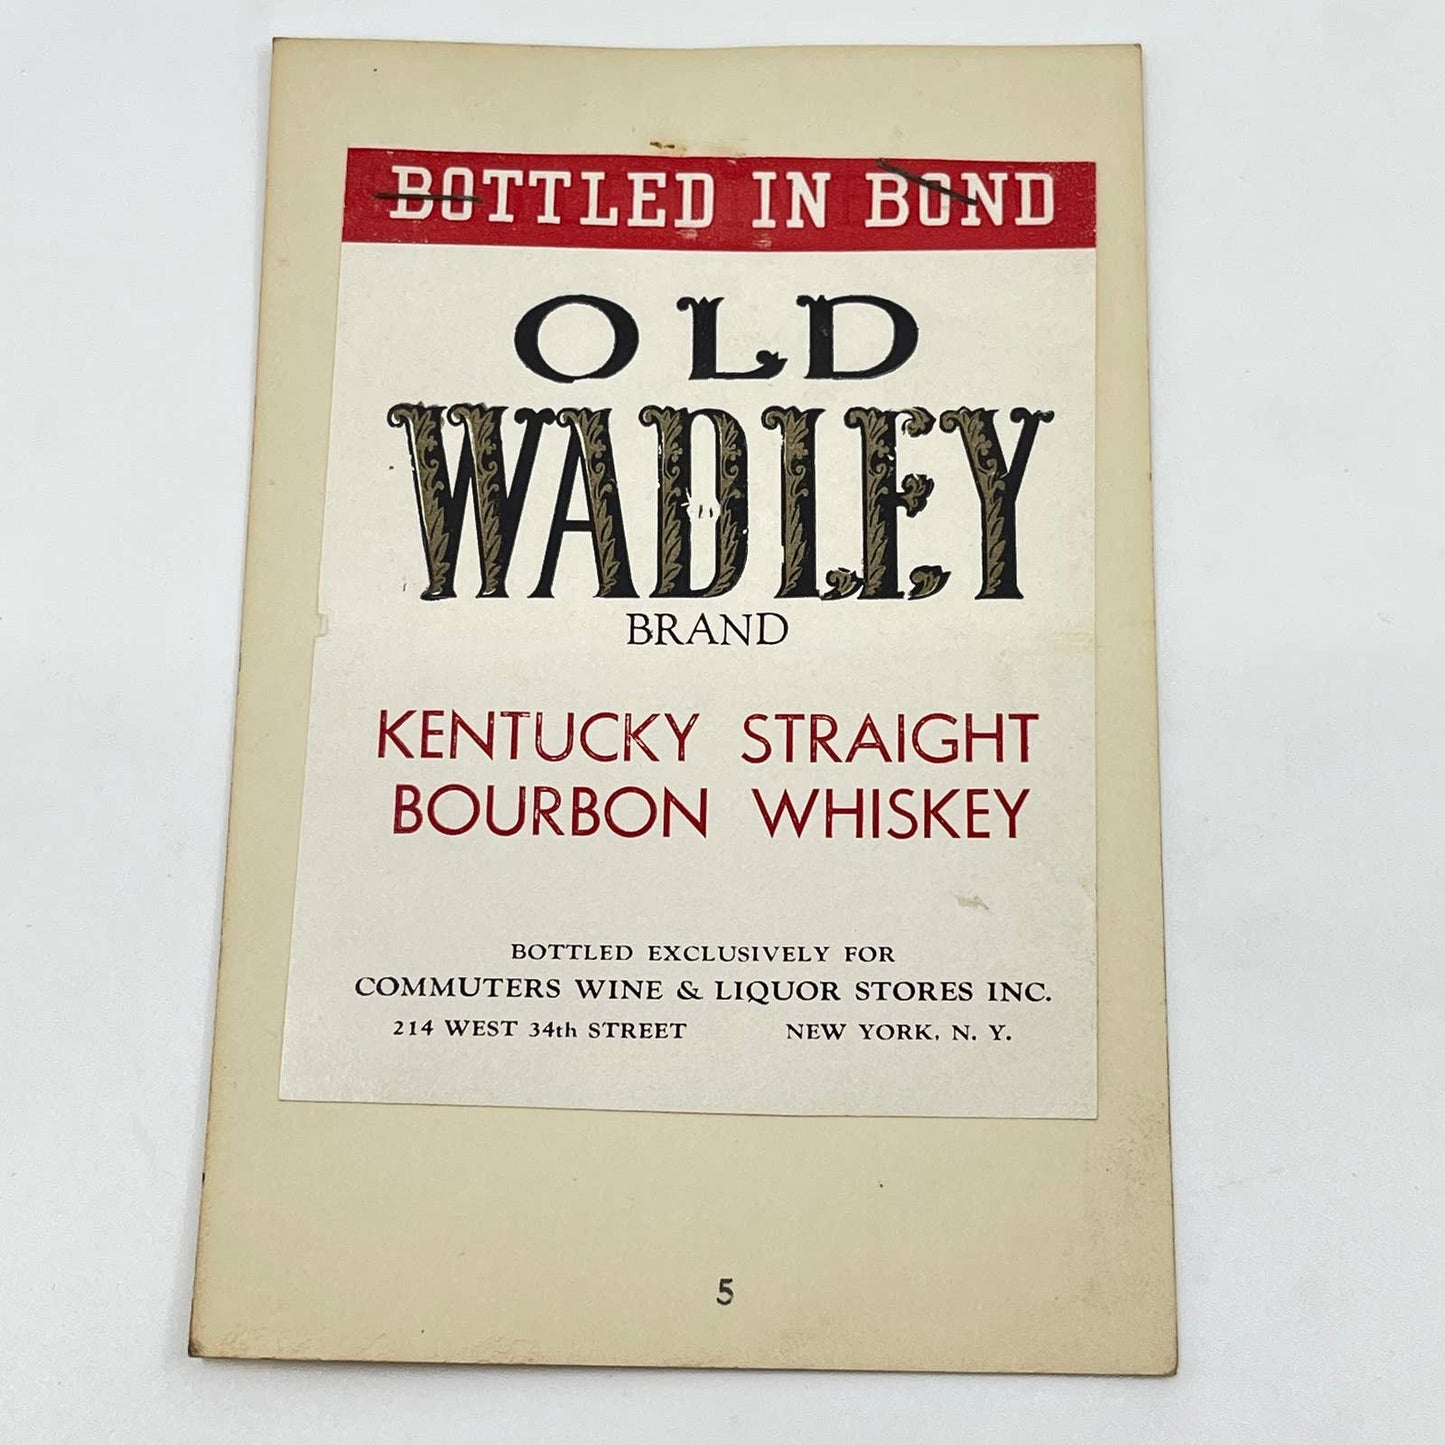 BOTTLED IN BOND
OLD
WADLEY
BRAND
KENTUCKY STRAIGHT
BOURBON WHISKEY
BOTTLED EXCLUSIVELY FOR
COMMUTERS WINE & LIQUOR STORES INC.
214 WEST 34th STREET NEW YORK, N. Y.
5